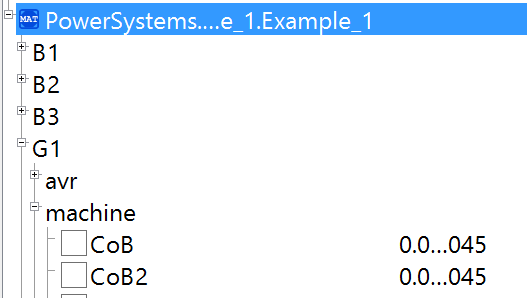 MAT PowerSystems....e_1.Example_1
B1
B2
B3
G1
avr
machine
CoB 0.0...045
CoB2 0.0...045